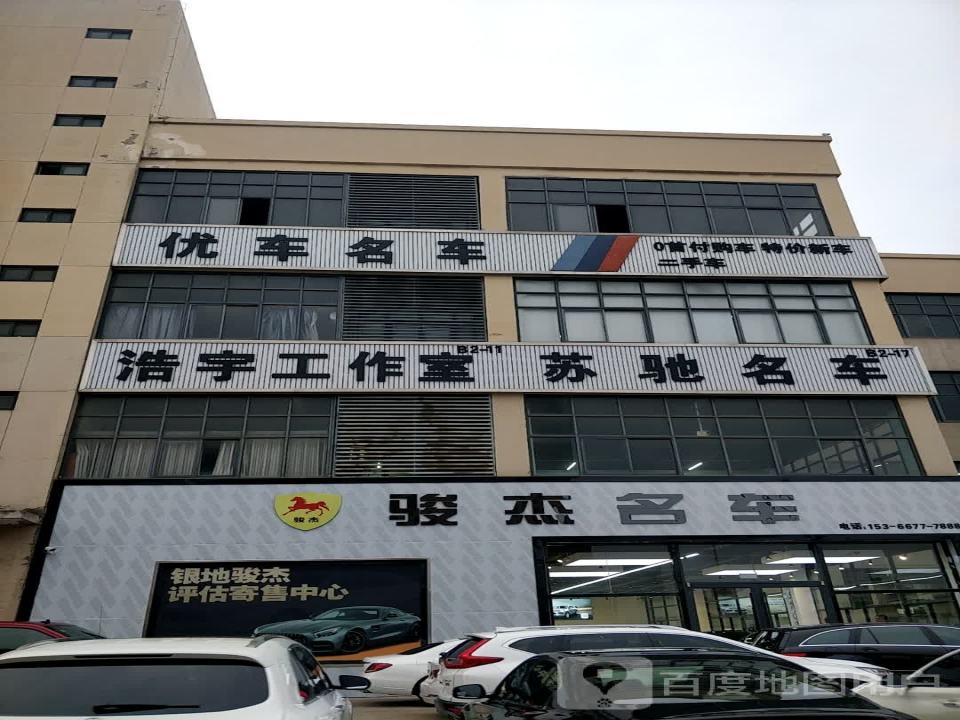 优车名车
0首付购车 特价新车
二手车
浩宇工作室 B2-11
苏驰名车 B2-17
骏杰
骏杰名车
电话:153-6677-7888
银地骏杰
评估寄售中心
百度地图用户